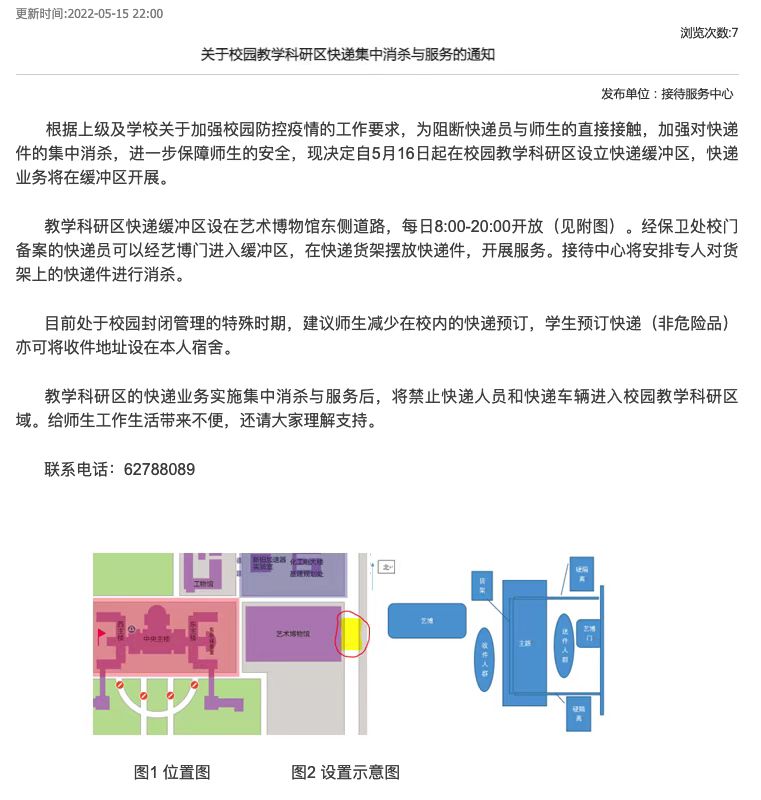 更新时间:2022-05-15 22:00
浏览次数:7
关于校园教学科研区快递集中消杀与服务的通知
发布单位：接待服务中心
根据上级及学校关于加强校园防控疫情的工作要求，为阻断快递员与师生的直接接触，加强对快递
件的集中消杀，进一步保障师生的安全，现决定自5月16日起在校园教学科研区设立快递缓冲区，快递
业务将在缓冲区开展。
教学科研区快递缓冲区设在艺术博物馆东侧道路，每日8:00-20:00开放（见附图）。经保卫处校门
备案的快递员可以经艺博门进入缓冲区，在快递货架摆放快递件，开展服务。接待中心将安排专人对货
架上的快递件进行消杀。
目前处于校园封闭管理的特殊时期，建议师生减少在校内的快递预订，学生预订快递（非危险品）
亦可将收件地址设在本人宿舍。
教学科研区的快递业务实施集中消杀与服务后，将禁止快递人员和快递车辆进入校园教学科研区
域。给师生工作生活带来不便，还请大家理解支持。
联系电话：62788089
工物馆
基建规划处
西主楼
中央主楼
东主楼
艺术博物馆
北
艺博
货架
收件人群
主路
送件人群
硬隔离
艺博门
硬隔离
图1 位置图
图2 设置示意图